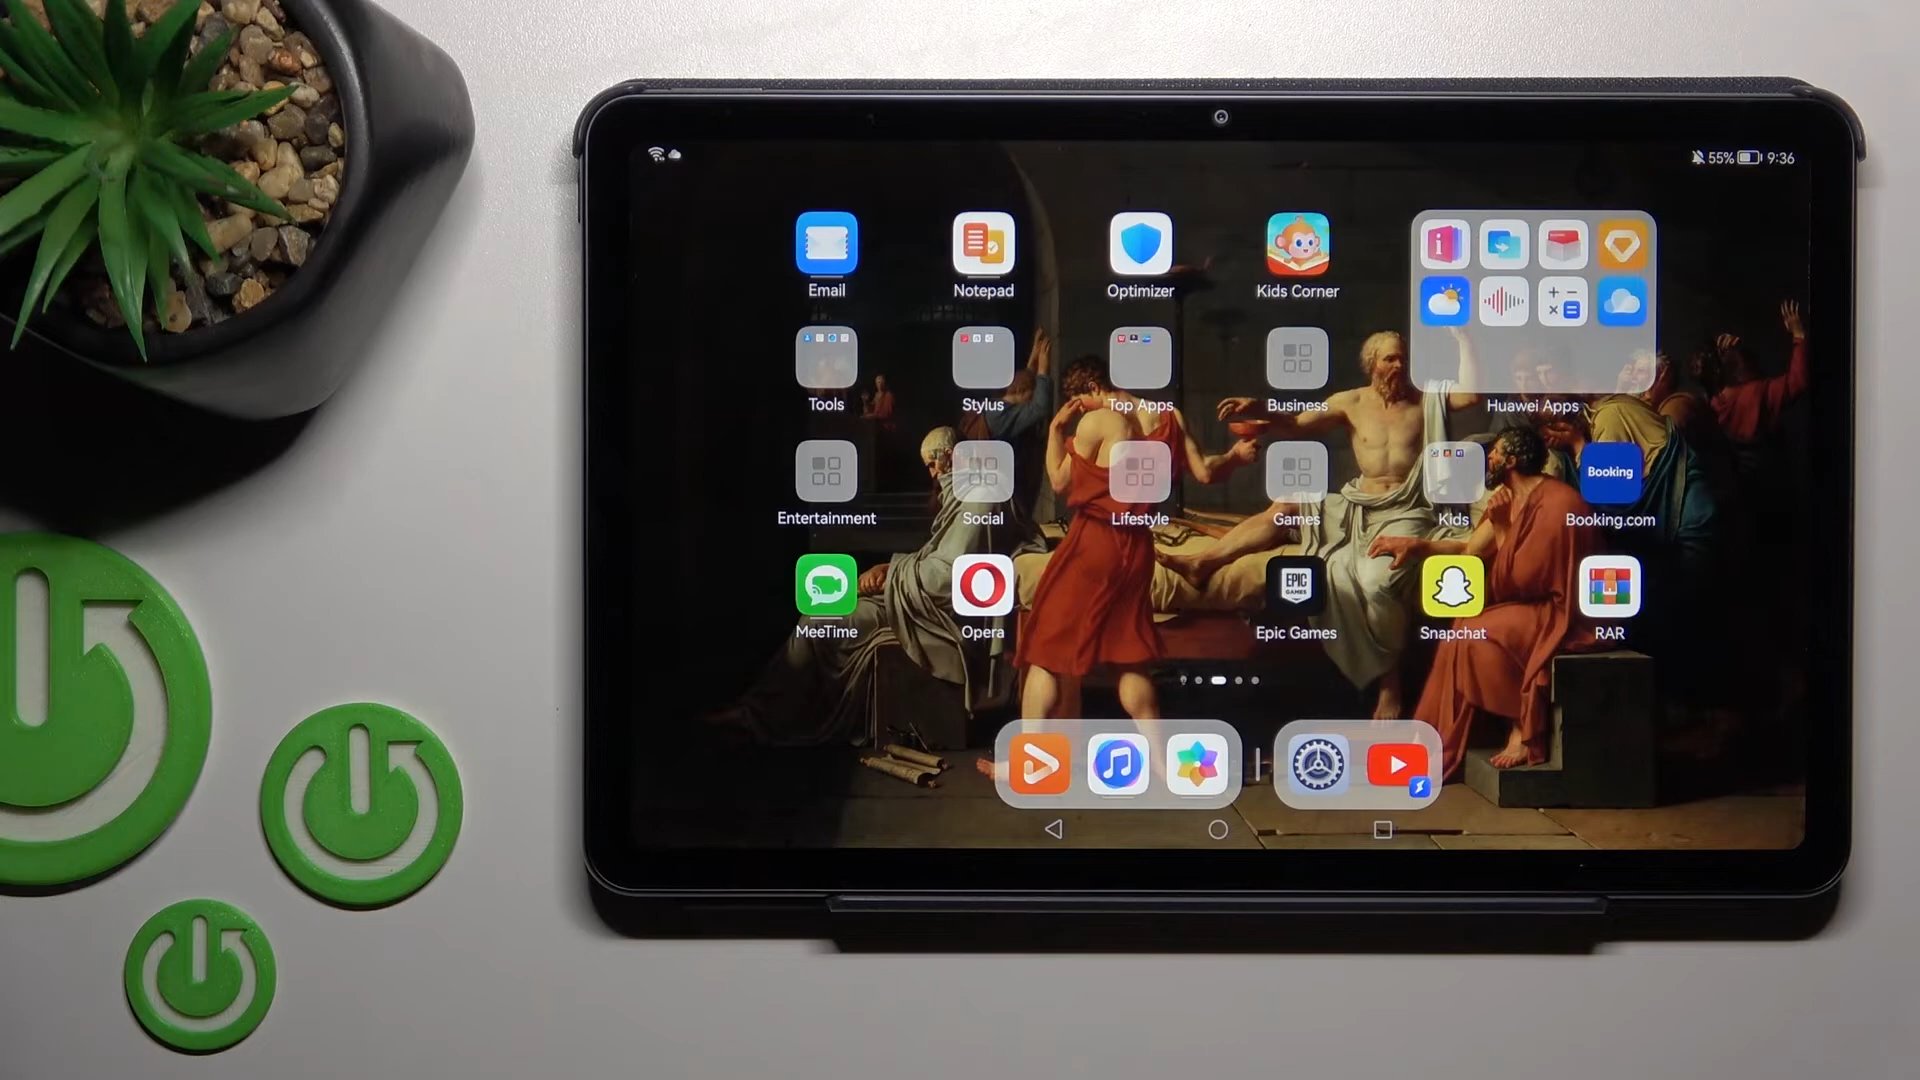 55% 9:36
Email Notepad Optimizer Kids Corner
Tools Stylus Top Apps Business Huawei Apps
Booking
Entertainment Social Lifestyle Games Kids Booking.com
EPIC
GAMES
MeeTime Opera Epic Games Snapchat RAR